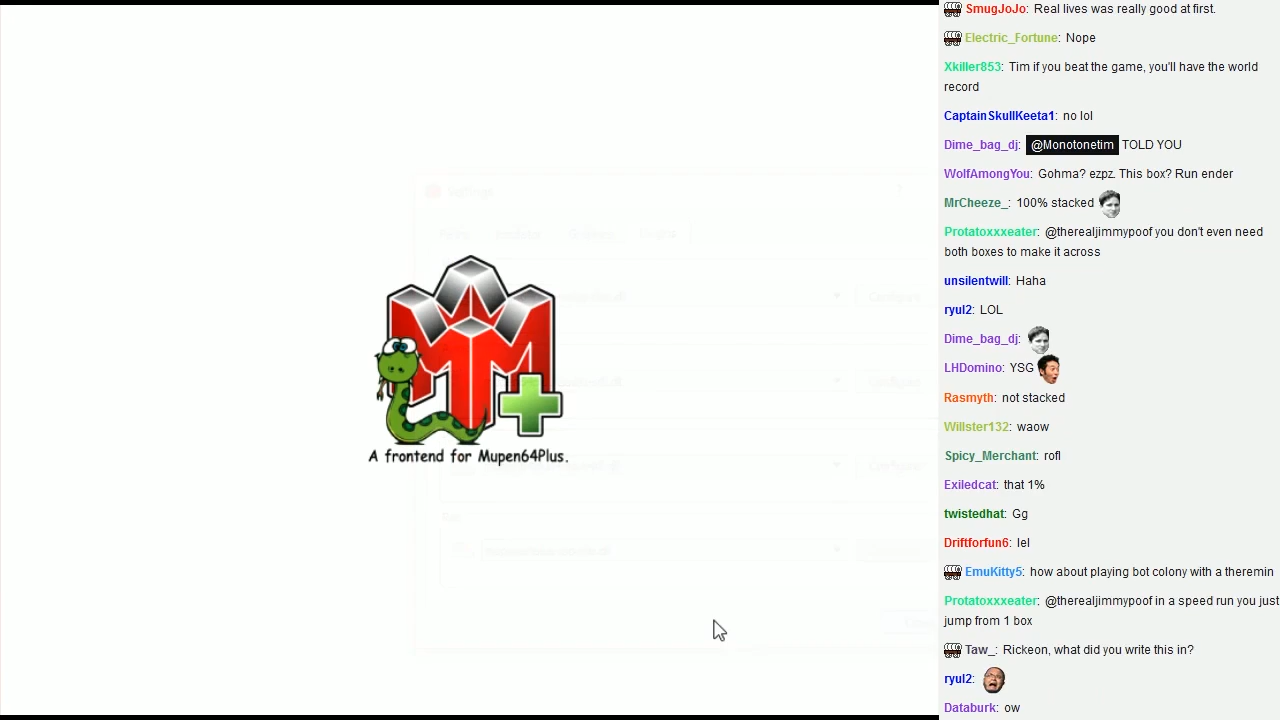 A frontend for Mupen64Plus.
SmugJoJo: Real lives was really good at first.
Electric_Fortune: Nope
Xkiller853: Tim if you beat the game, you'll have the world
record
CaptainSkullKeeta1: no lol
Dime_bag_dj: @Monotonetim TOLD YOU
WolfAmongYou: Gohma? ezpz. This box? Run ender
MrCheeze_: 100% stacked
Protatoxxxeater: @therealjimmypoof you don't even need
both boxes to make it across
unsilentwill: Haha
ryul2: LOL
Dime_bag_dj:
LHDomino: YSG
Rasmyth: not stacked
Willster132: waow
Spicy_Merchant: rofl
Exiledcat: that 1%
twistedhat: Gg
Driftforfun6: lel
EmuKitty5: how about playing bot colony with a theremin
Protatoxxxeater: @therealjimmypoof in a speed run you just
jump from 1 box
Taw_: Rickeon, what did you write this in?
ryul2:
Databurk: ow